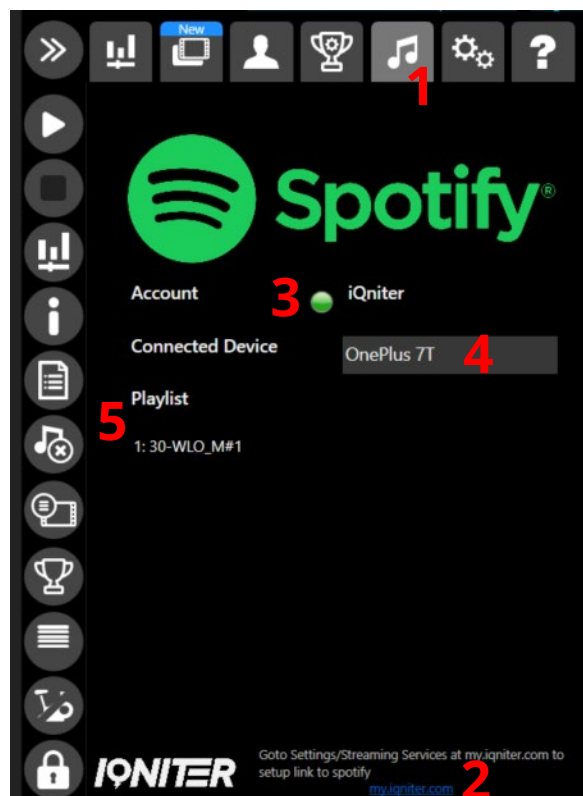 New
1
Spotify®
Account
3
iQniter
Connected Device
OnePlus 7T
4
Playlist
5
1: 30-WLO_M#1
IQNITER
Goto Settings/Streaming Services at my.iqniter.com to
setup link to spotify
my.iqniter.com
2